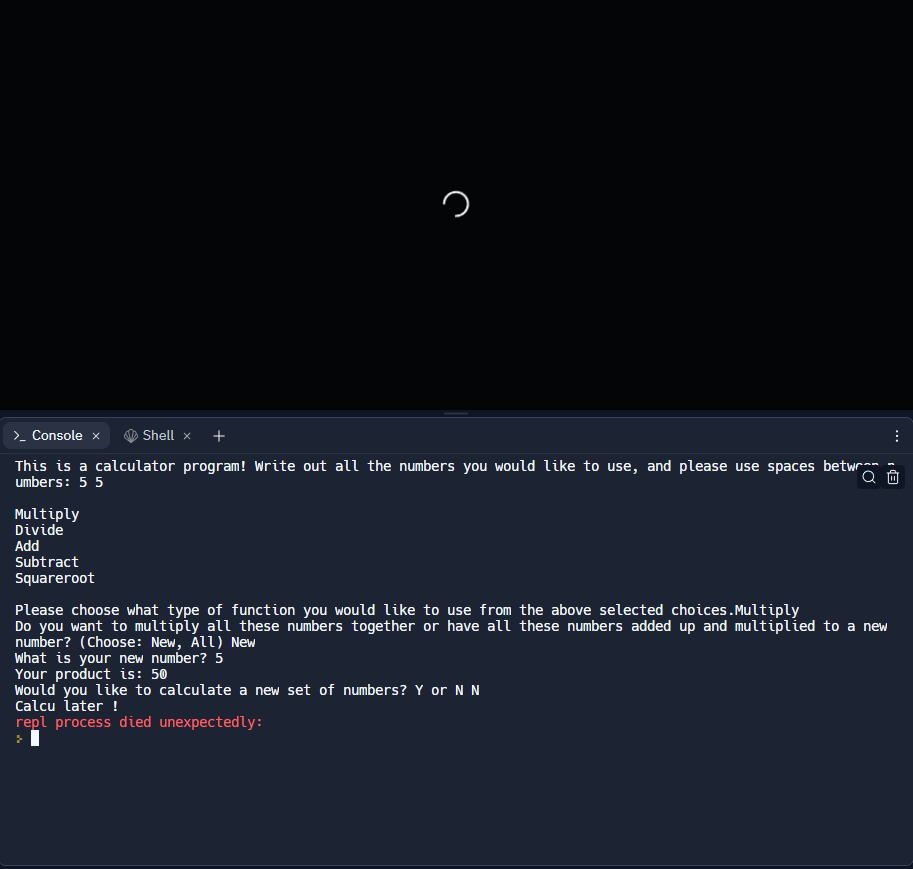 Console
Shell
This is a calculator program! Write out all the numbers you would like to use, and please use spaces between n
umbers: 5 5
Multiply
Divide
Add
Subtract
Squareroot
Please choose what type of function you would like to use from the above selected choices.Multiply
Do you want to multiply all these numbers together or have all these numbers added up and multiplied to a new
number? (Choose: New, All) New
What is your new number? 5
Your product is: 50
Would you like to calculate a new set of numbers? Y or N N
Calcu later !
repl process died unexpectedly: